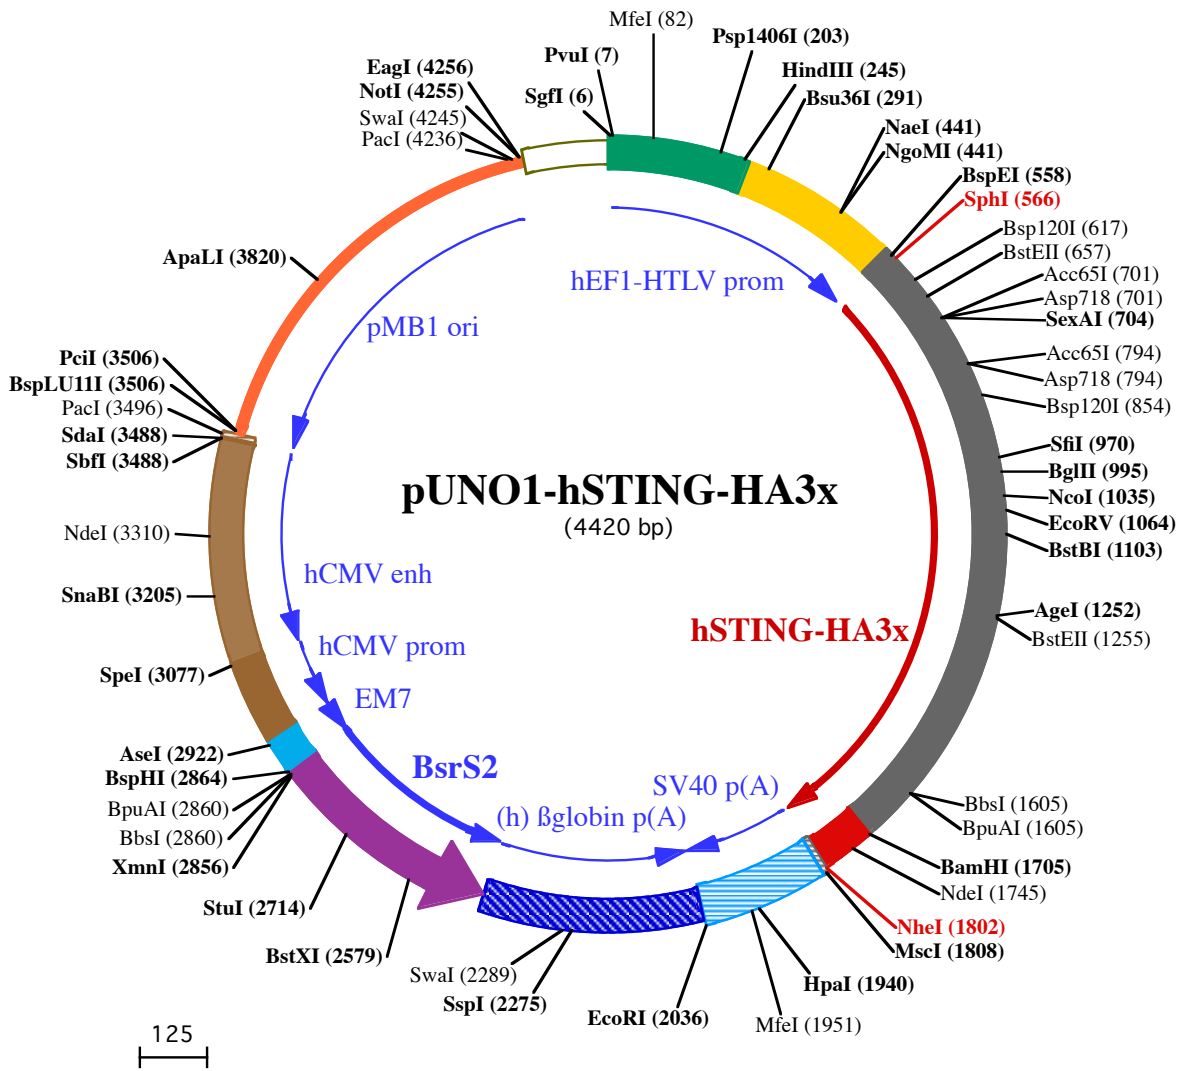 MfeI (82)
Psp1406I (203)
PvuI (7)
HindIII (245)
EagI (4256)
NotI (4255)
SgfI (6)
Bsu36I (291)
SwaI (4245)
PacI (4236)
NaeI (441)
NgoMI (441)
BspEI (558)
SphI (566)
Bsp120I (617)
BstEII (657)
Acc65I (701)
Asp718 (701)
SexAI (704)
Acc65I (794)
Asp718 (794)
Bsp120I (854)
SfiI (970)
BglII (995)
NcoI (1035)
EcoRV (1064)
BstBI (1103)
AgeI (1252)
BstEII (1255)
BbsI (1605)
BpuAI (1605)
BamHI (1705)
NdeI (1745)
NheI (1802)
MscI (1808)
HpaI (1940)
MfeI (1951)
EcoRI (2036)
SspI (2275)
SwaI (2289)
BstXI (2579)
StuI (2714)
XmnI (2856)
BbsI (2860)
BpuAI (2860)
BspHI (2864)
AseI (2922)
SpeI (3077)
SnaBI (3205)
NdeI (3310)
SbfI (3488)
SdaI (3488)
PacI (3496)
BspLU11I (3506)
PciI (3506)
ApaLI (3820)
hEF1-HTLV prom
pMB1 ori
pUNO1-hSTING-HA3x
(4420 bp)
hCMV enh
hSTING-HA3x
hCMV prom
EM7
BsrS2
SV40 p(A)
(h) ßglobin p(A)
125